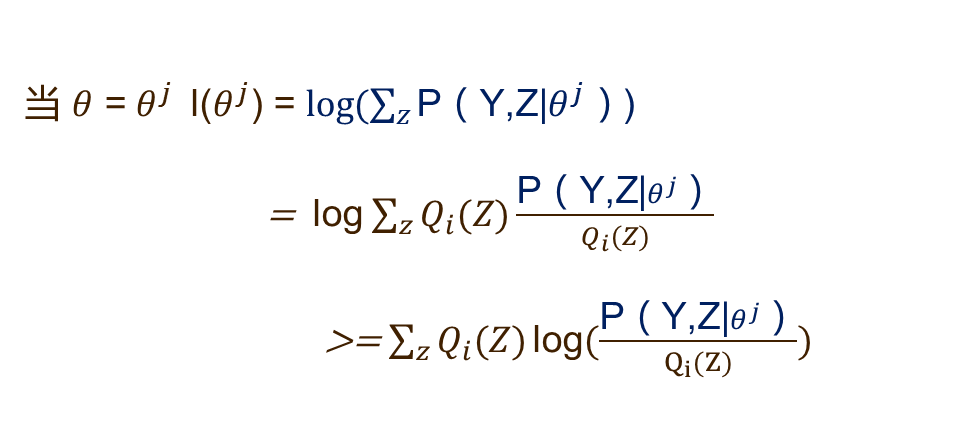 当 θ = θ^j l(θ^j) = log(∑_z P（Y,Z|θ^j）)
= log ∑_z Q_i(Z) P（Y,Z|θ^j）/ Q_i(Z)
>= ∑_z Q_i(Z) log(P（Y,Z|θ^j）/ Q_i(Z))